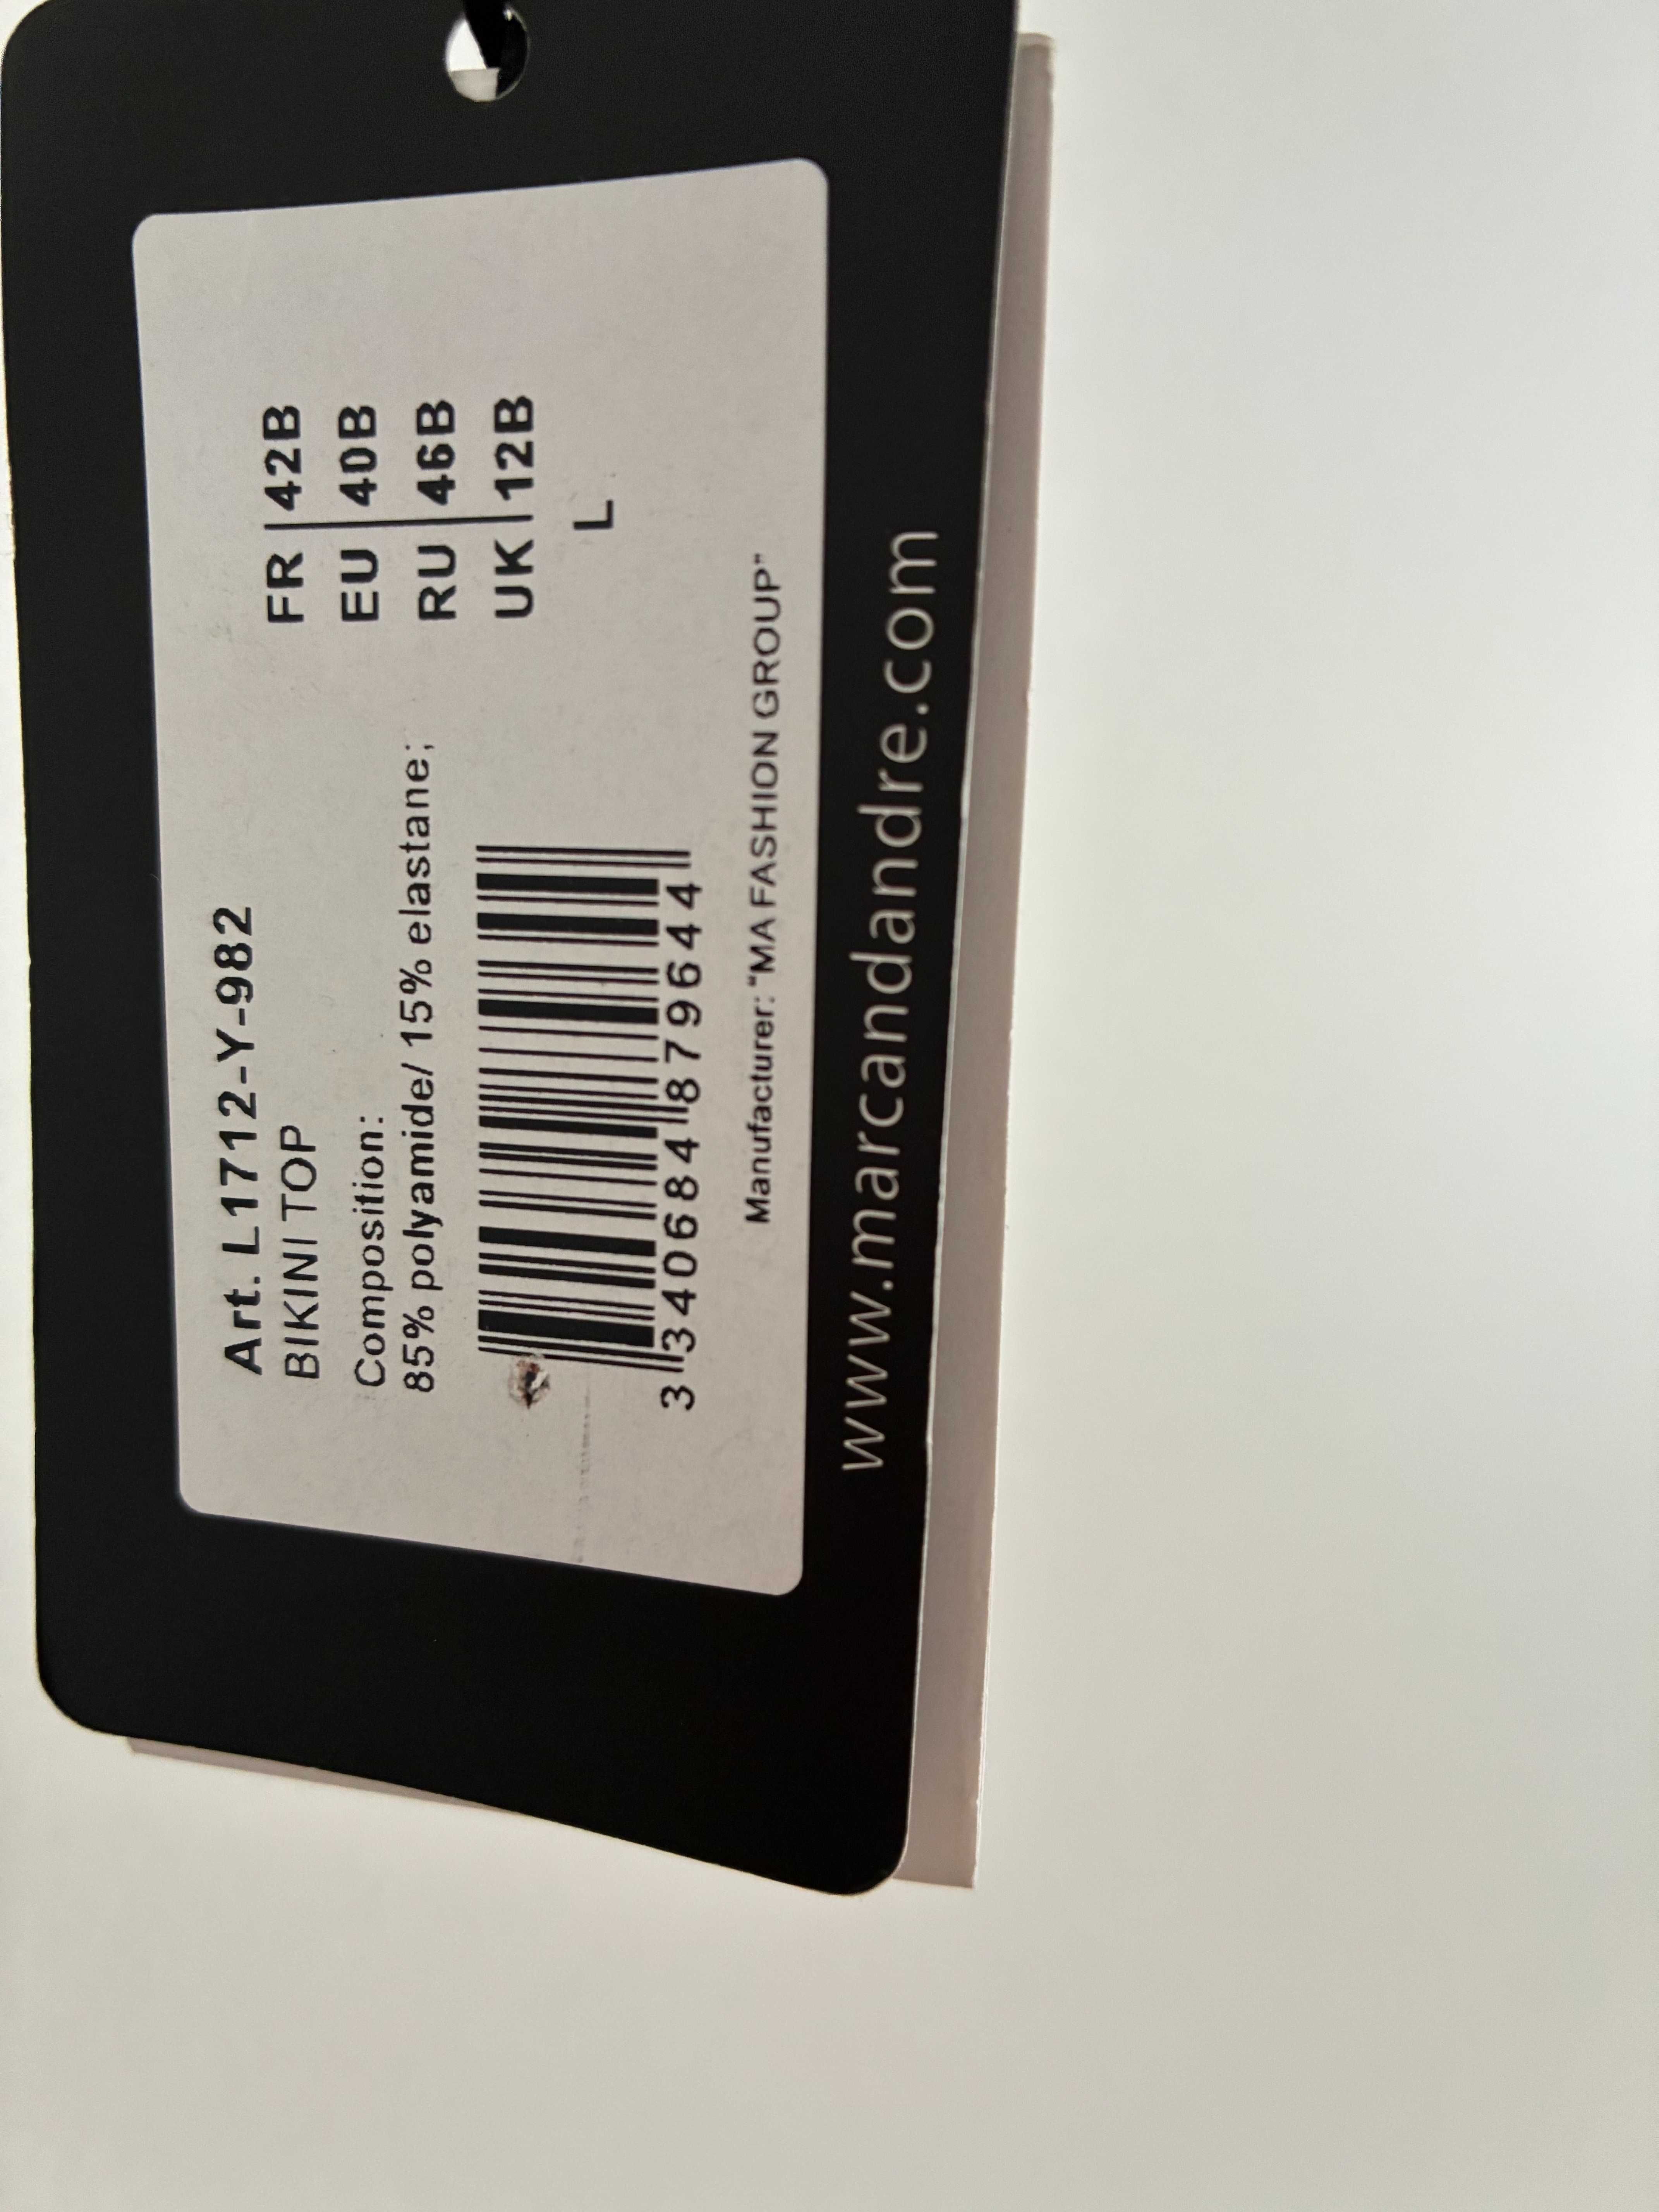 Art. L1712-Y-982
BIKINI TOP
Composition:
85% polyamide/ 15% elastane;
FR | 42B
EU | 40B
RU | 46B
UK | 12B
L
3 340684 879644
Manufacturer: "MA FASHION GROUP"
www.marcandandre.com